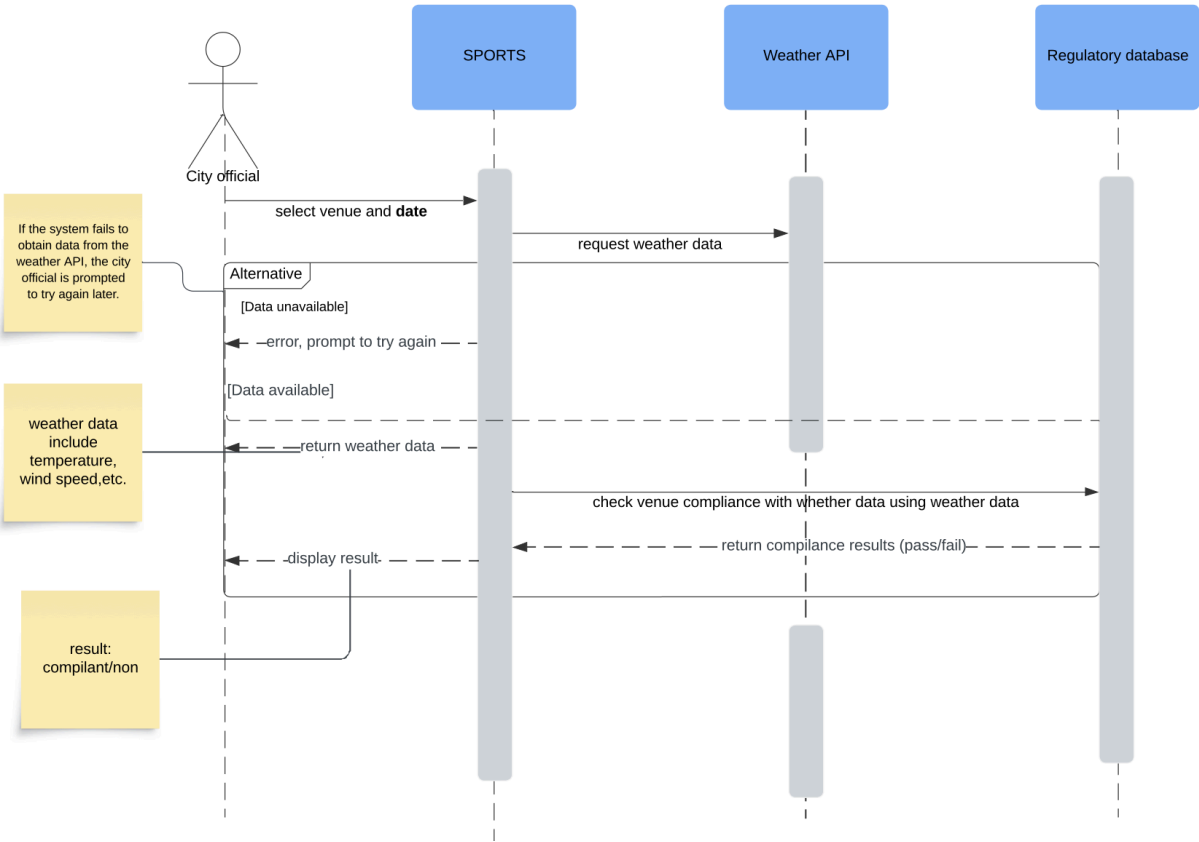 SPORTS
Weather API
Regulatory database
City official
select venue and date
If the system fails to
obtain data from the
weather API, the city
official is prompted
to try again later.
request weather data
Alternative
[Data unavailable]
error, prompt to try again
[Data available]
weather data
include
temperature,
wind speed,etc.
return weather data
check venue compliance with whether data using weather data
return compilance results (pass/fail)
display result
result:
compilant/non